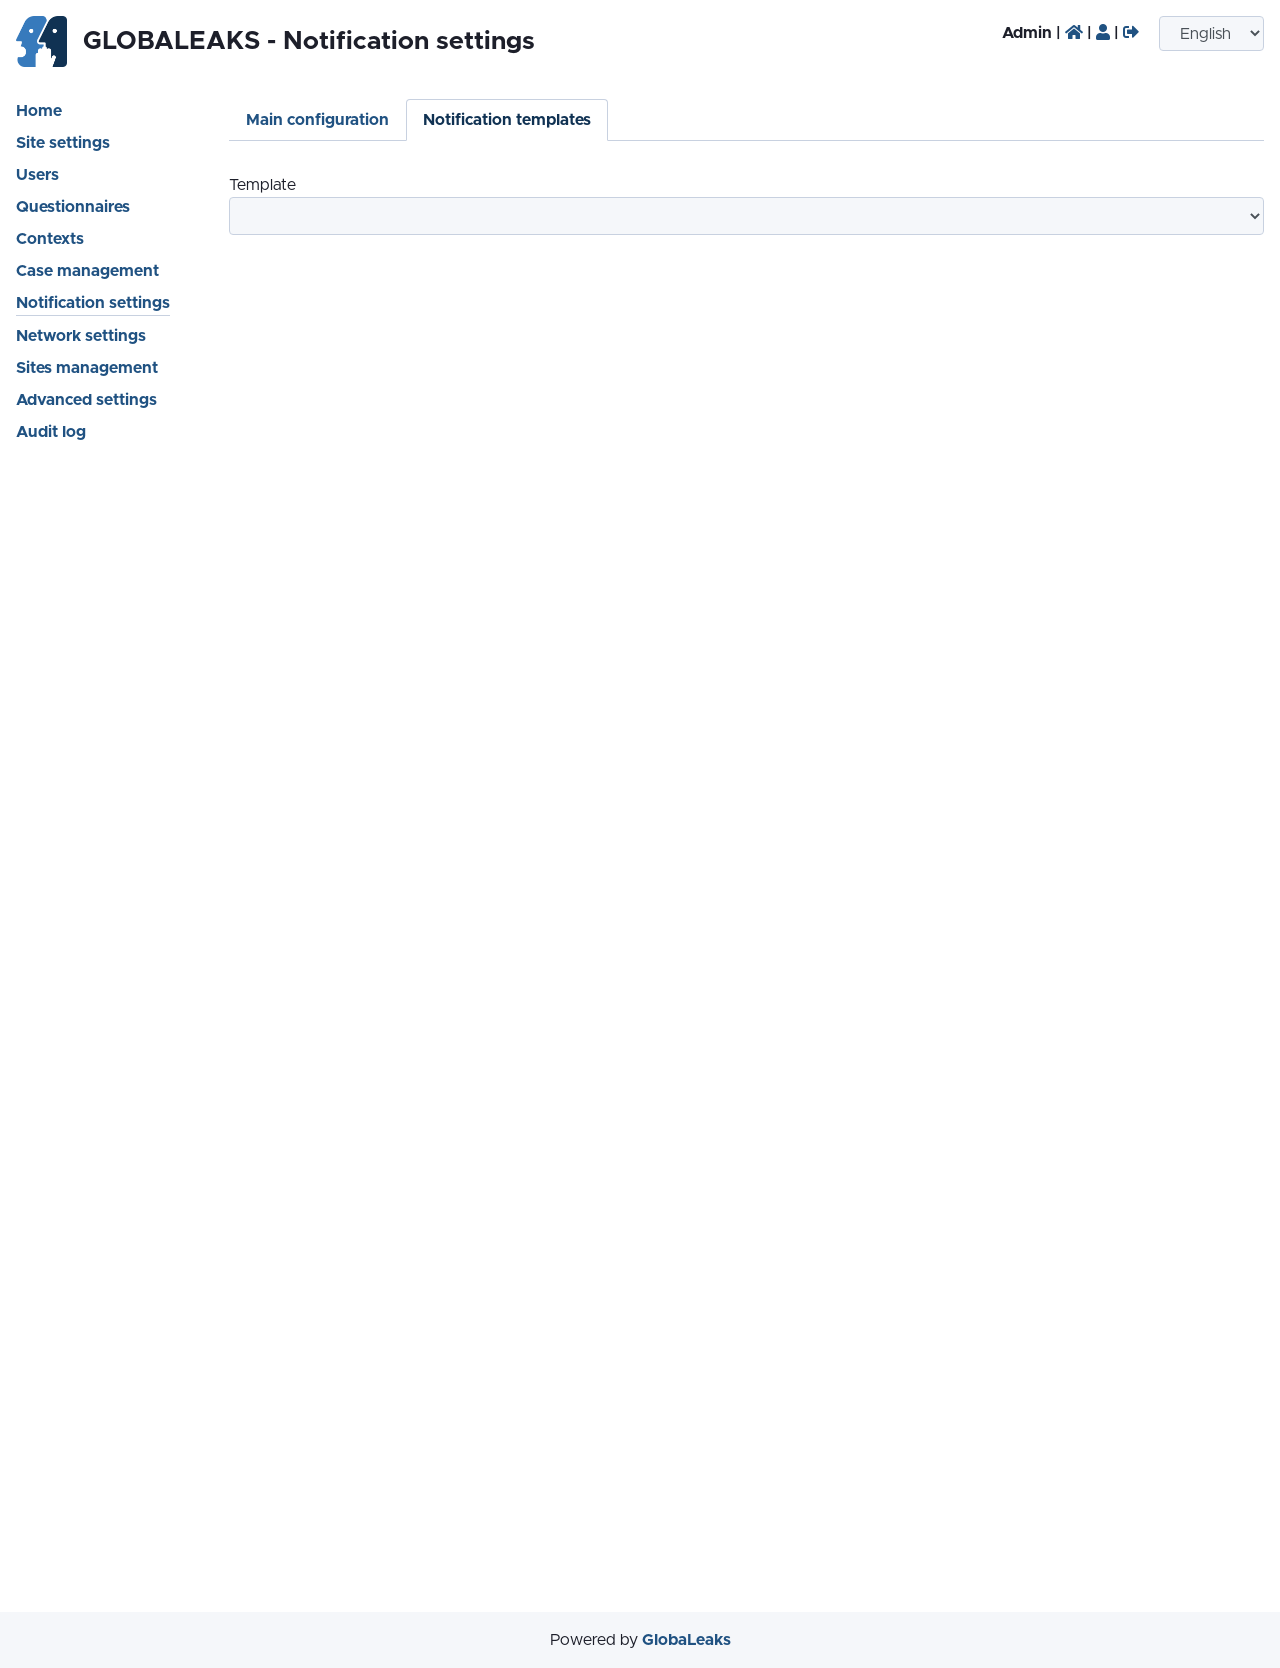 GLOBALEAKS - Notification settings
Admin | | |
English
Home
Site settings
Users
Questionnaires
Contexts
Case management
Notification settings
Network settings
Sites management
Advanced settings
Audit log
Main configuration
Notification templates
Template
Powered by GlobaLeaks